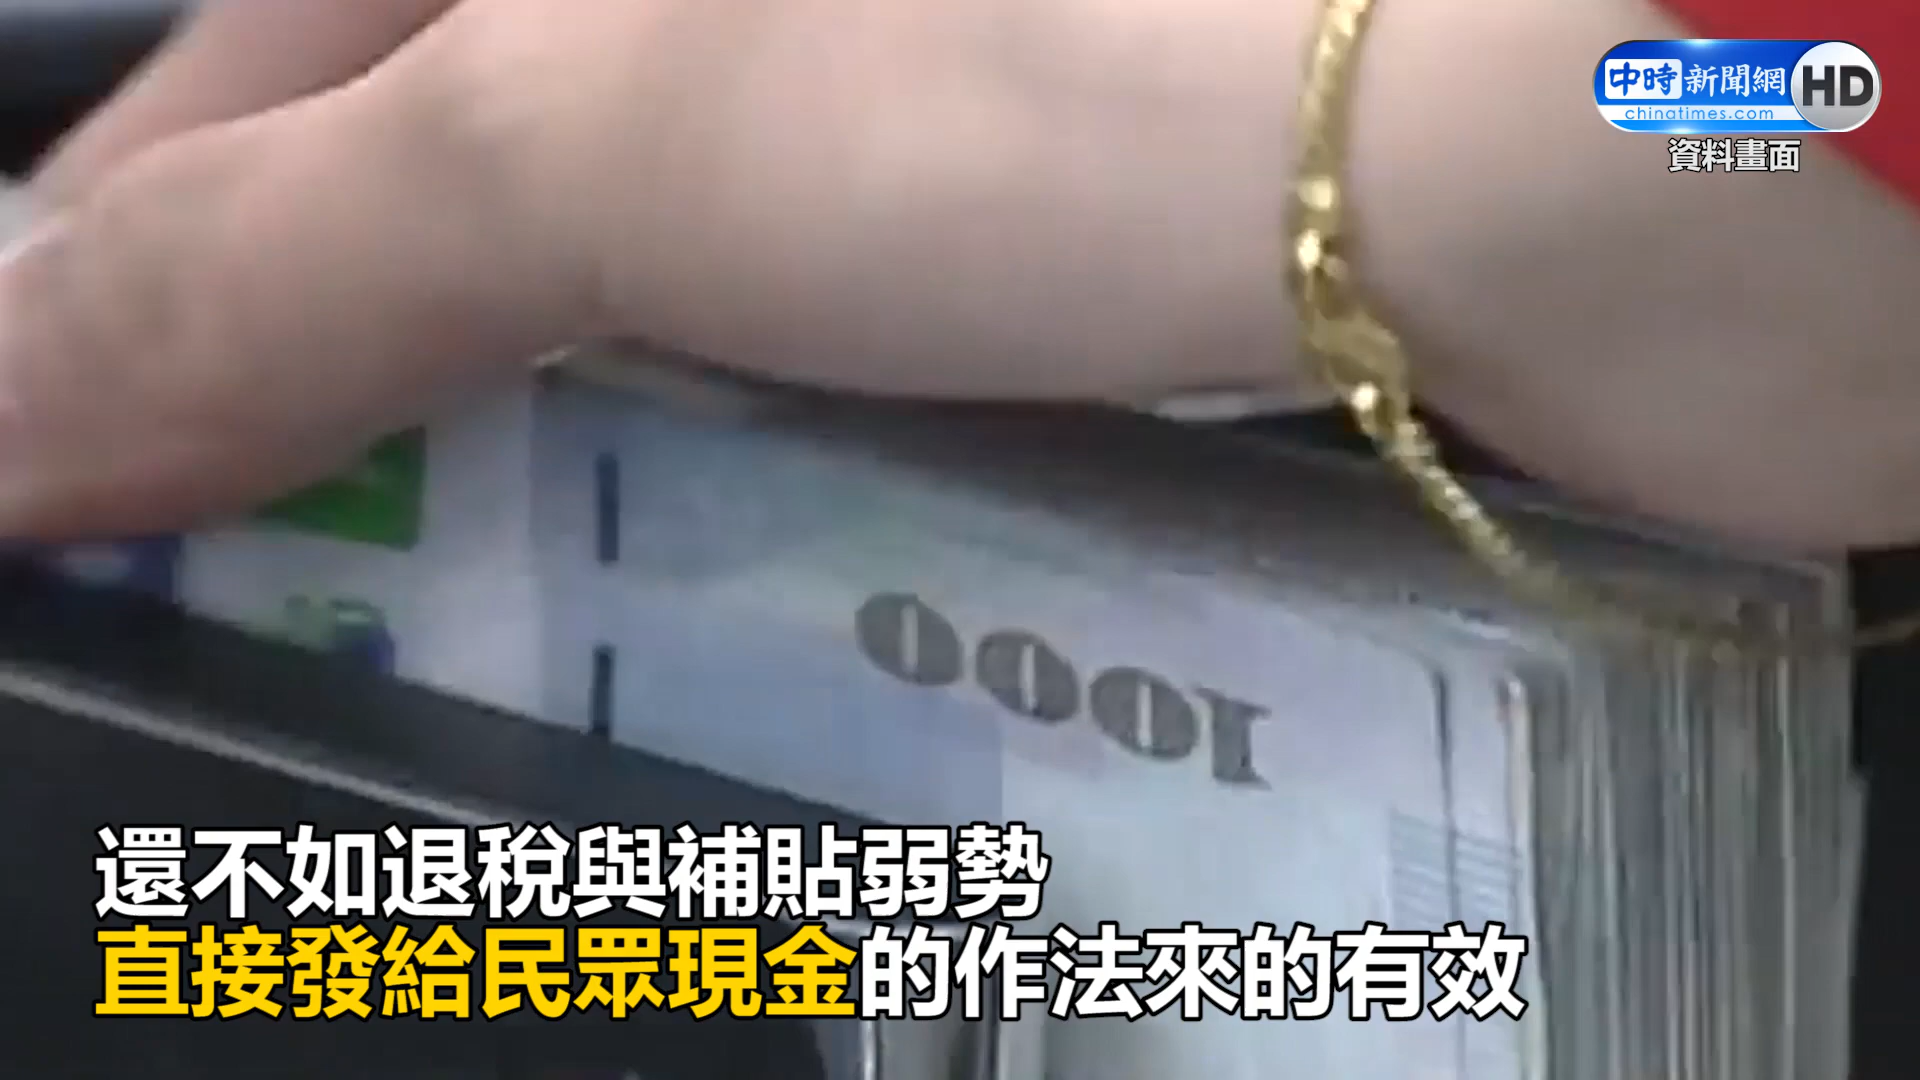 中時新聞網 HD
chinatimes.com
資料畫面
1000
還不如退稅與補貼弱勢
直接發給民眾現金的作法來的有效